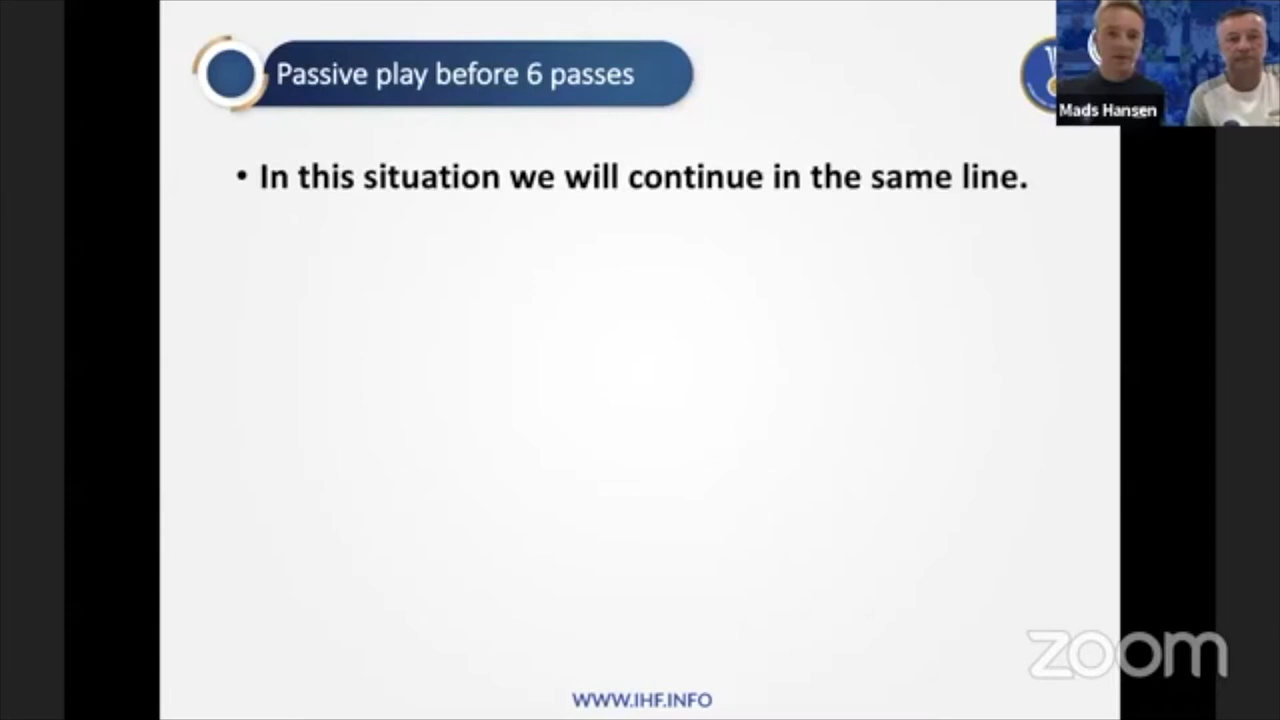 Passive play before 6 passes
Mads Hansen
• In this situation we will continue in the same line.
zoom
WWW.IHF.INFO